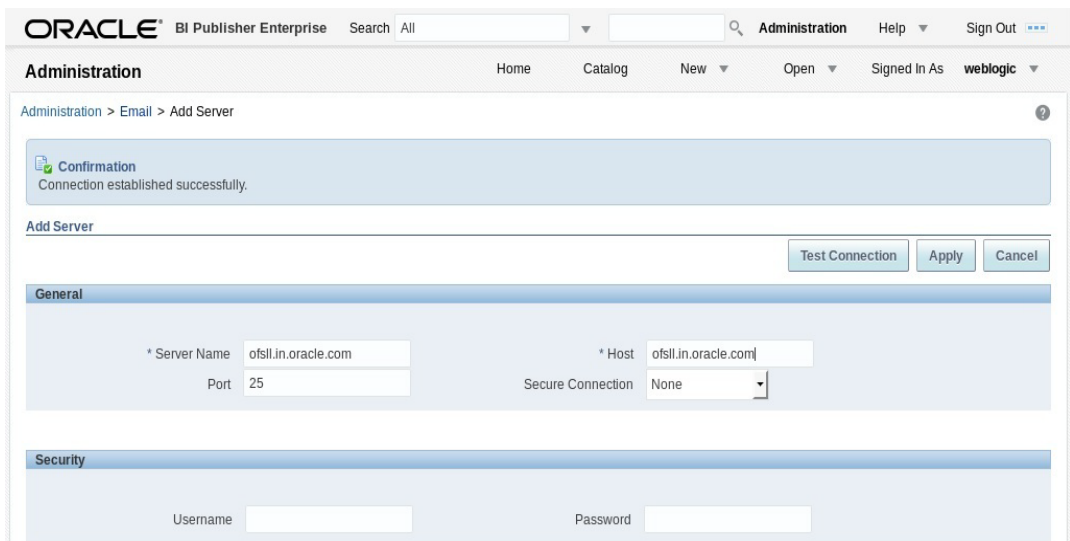 ORACLE® BI Publisher Enterprise Search All Administration Help Sign Out
Administration Home Catalog New Open Signed In As weblogic
Administration > Email > Add Server
Confirmation
Connection established successfully.
Add Server
Test Connection Apply Cancel
General
* Server Name ofsll.in.oracle.com * Host ofsll.in.oracle.com
Port 25 Secure Connection None
Security
Username Password